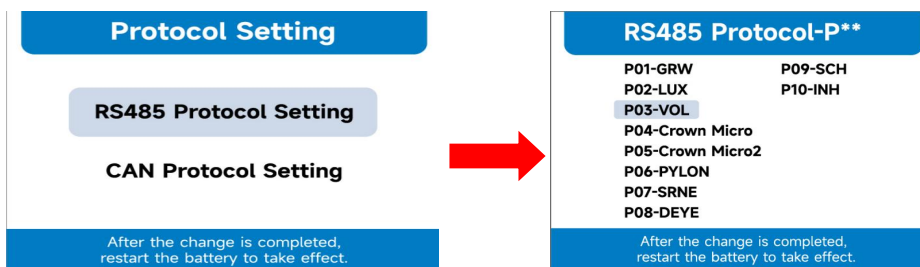 Protocol Setting
RS485 Protocol Setting
CAN Protocol Setting
After the change is completed,
restart the battery to take effect.
RS485 Protocol-P**
P01-GRW
P02-LUX
P03-VOL
P04-Crown Micro
P05-Crown Micro2
P06-PYLON
P07-SRNE
P08-DEYE
P09-SCH
P10-INH
After the change is completed,
restart the battery to take effect.